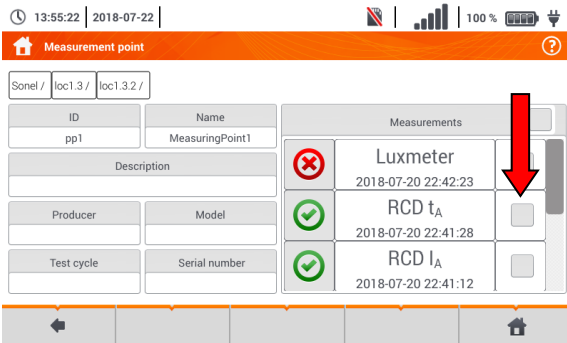 13:55:22 2018-07-22 100 %
Measurement point ?
Sonel / loc1.3 / loc1.3.2 /
ID Name Measurements
pp1 MeasuringPoint1
Description
Luxmeter
2018-07-20 22:42:23
Producer Model
RCD tA
2018-07-20 22:41:28
Test cycle Serial number
RCD IA
2018-07-20 22:41:12